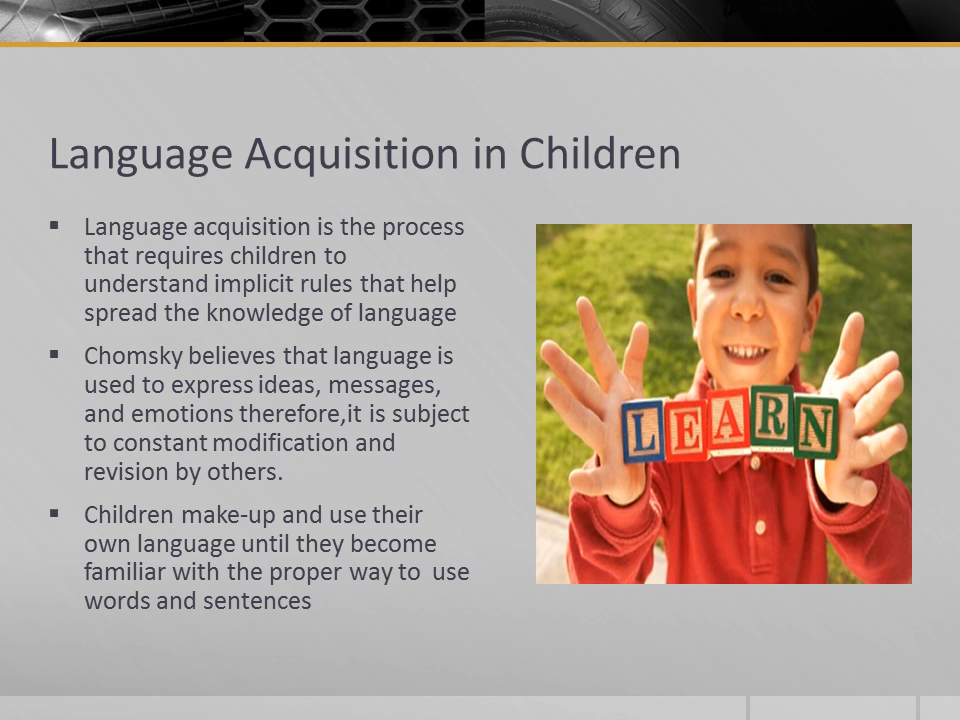 Language Acquisition in Children
▪ Language acquisition is the process
that requires children to
understand implicit rules that help
spread the knowledge of language
▪ Chomsky believes that language is
used to express ideas, messages,
and emotions therefore,it is subject
to constant modification and
revision by others.
▪ Children make-up and use their
own language until they become
familiar with the proper way to  use
words and sentences
LEARN